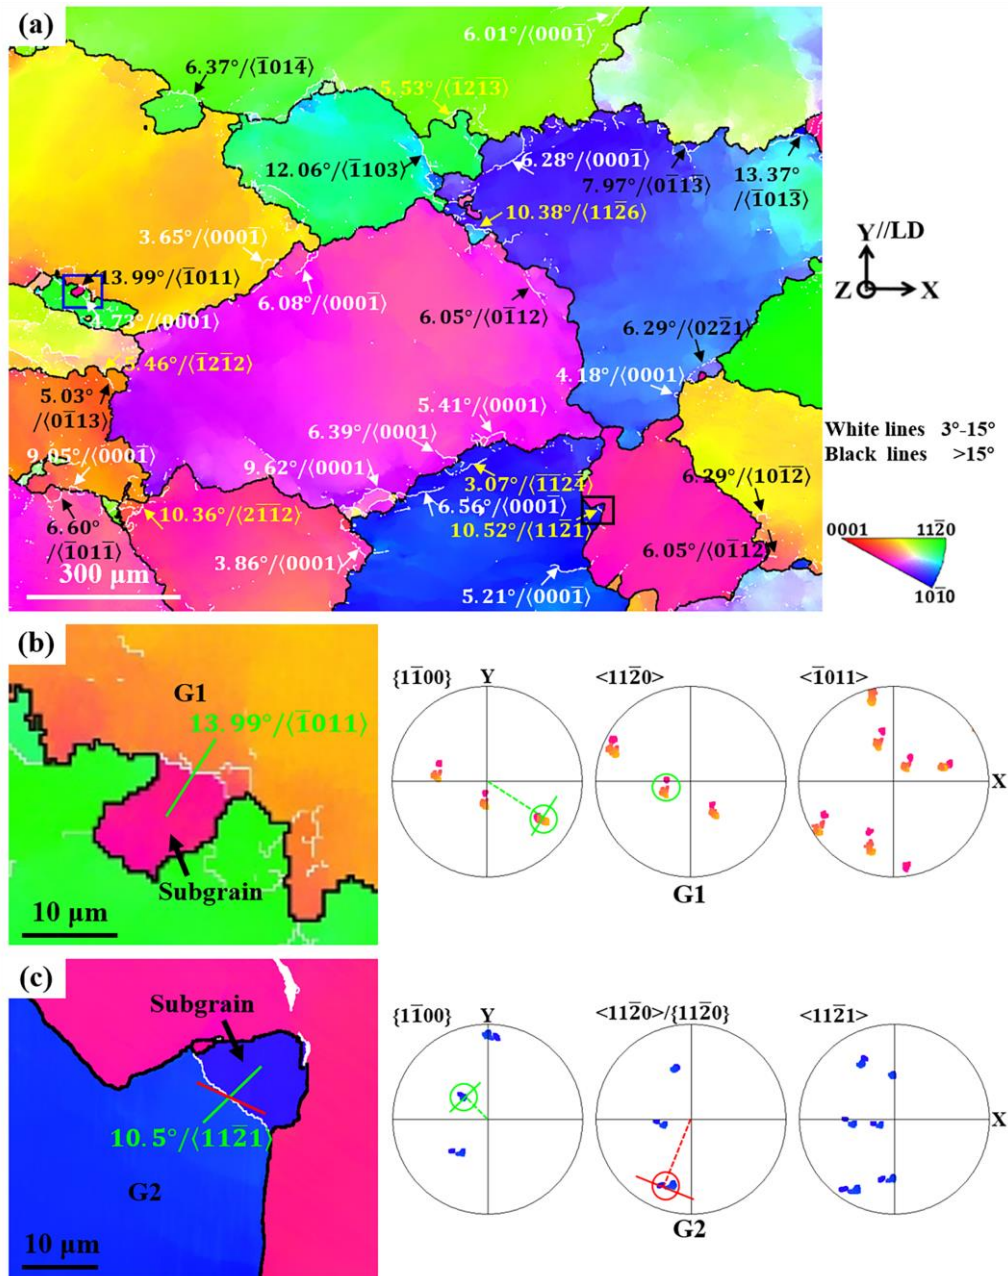 (a)
6.01°/⟨0001̅⟩
6.37°/⟨1̅014̅⟩
5.53°/⟨1̅21̅3̅⟩
12.06°/⟨1̅103⟩
6.28°/⟨0001̅⟩
7.97°/⟨01̅13̅⟩
13.37°
/⟨1̅013̅⟩
10.38°/⟨112̅6⟩
3.65°/⟨0001̅⟩
13.99°/⟨1̅011⟩
6.08°/⟨0001̅⟩
4.73°/⟨0001⟩
6.05°/⟨01̅12⟩
6.29°/⟨022̅1⟩
5.46°/⟨1̅21̅2⟩
4.18°/⟨0001⟩
5.03°
/⟨01̅13⟩
5.41°/⟨0001⟩
6.39°/⟨0001⟩
9.05°/⟨0001̅⟩
9.62°/⟨0001⟩
3.07°/⟨1̅1̅24⟩
6.29°/⟨101̅2⟩
10.36°/⟨21̅1̅2⟩
6.56°/⟨0001̅⟩
10.52°/⟨112̅1⟩
6.60°
/⟨1̅011̅⟩
3.86°/⟨0001⟩
6.05°/⟨01̅12⟩
5.21°/⟨0001̅⟩
300 μm
Y//LD
Z X
White lines 3°-15°
Black lines >15°
0001 112̅0
101̅0
(b)
G1
13.99°/⟨1̅011⟩
Subgrain
10 μm
{11̅00} Y <112̅0> <1̅011>
X
G1
(c)
Subgrain
10.5°/⟨112̅1⟩
G2
10 μm
{11̅00} Y <112̅0>/{112̅0} <112̅1>
X
G2